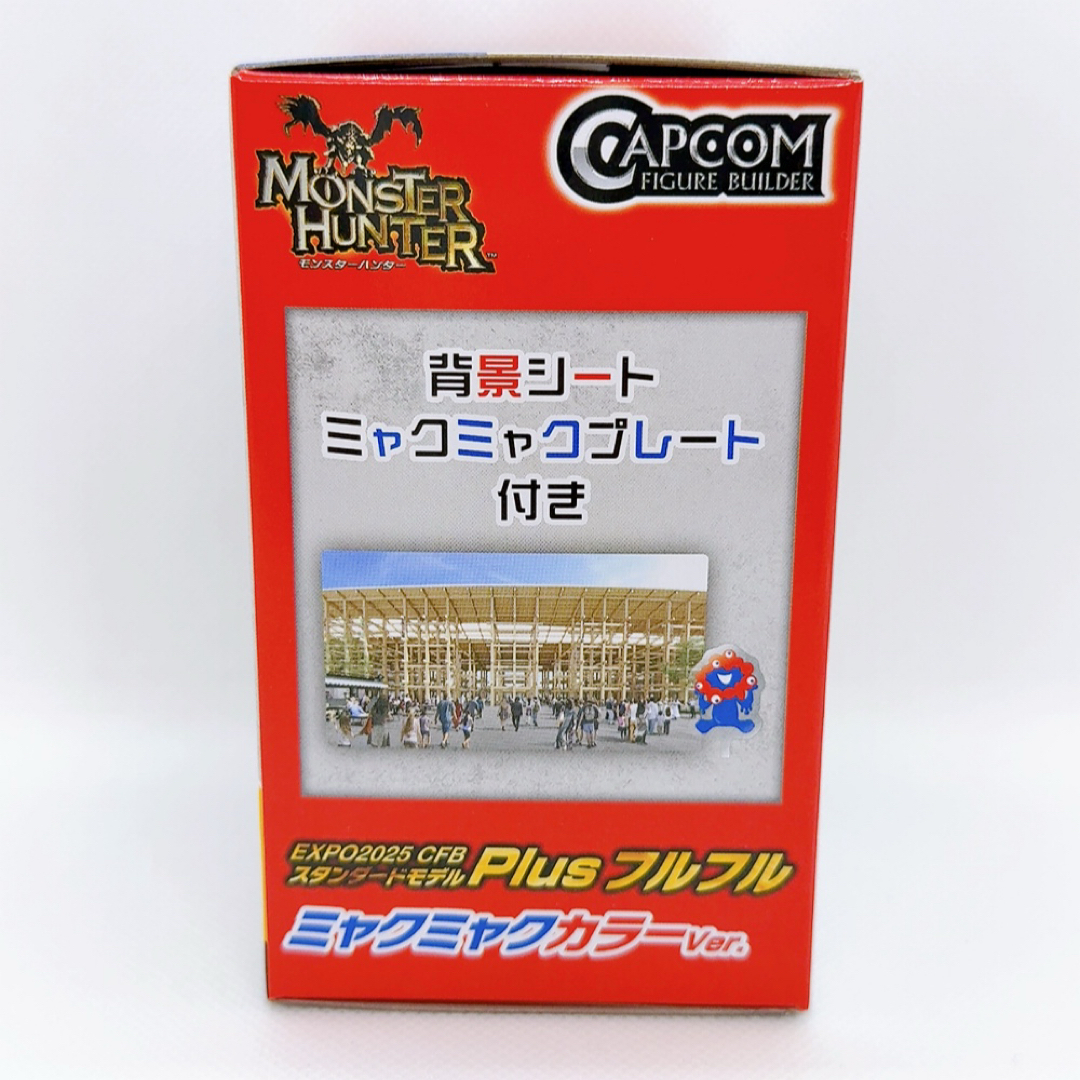 MONSTER
HUNTER™
モンスターハンター
CAPCOM
FIGURE BUILDER
背景シート
ミャクミャクプレート
付き
EXPO2025 CFB
スタンダードモデル Plus フルフル
ミャクミャクカラーVer.